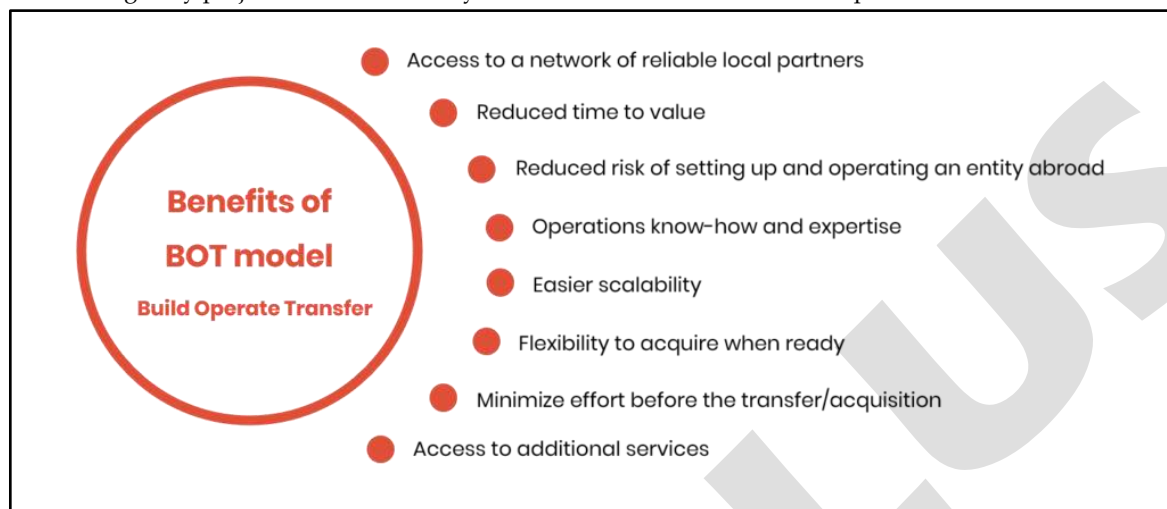 Access to a network of reliable local partners
Reduced time to value
Reduced risk of setting up and operating an entity abroad
Benefits of
BOT model
Build Operate Transfer
Operations know-how and expertise
Easier scalability
Flexibility to acquire when ready
Minimize effort before the transfer/acquisition
Access to additional services